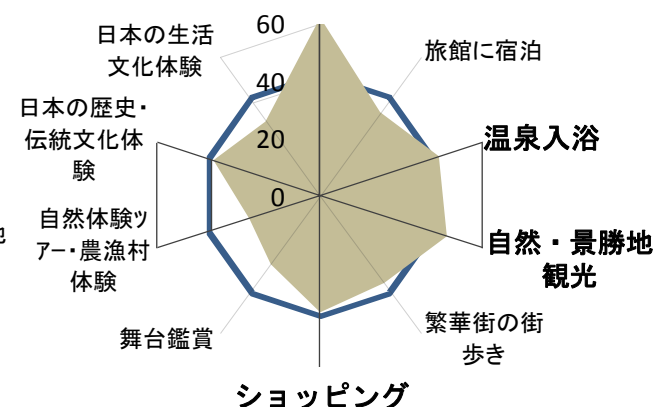 60
40
20
0
旅館に宿泊
温泉入浴
自然・景勝地
観光
繁華街の街
歩き
ショッピング
舞台鑑賞
自然体験ツ
アー・農漁村
体験
日本の歴史・
伝統文化体
験
日本の生活
文化体験